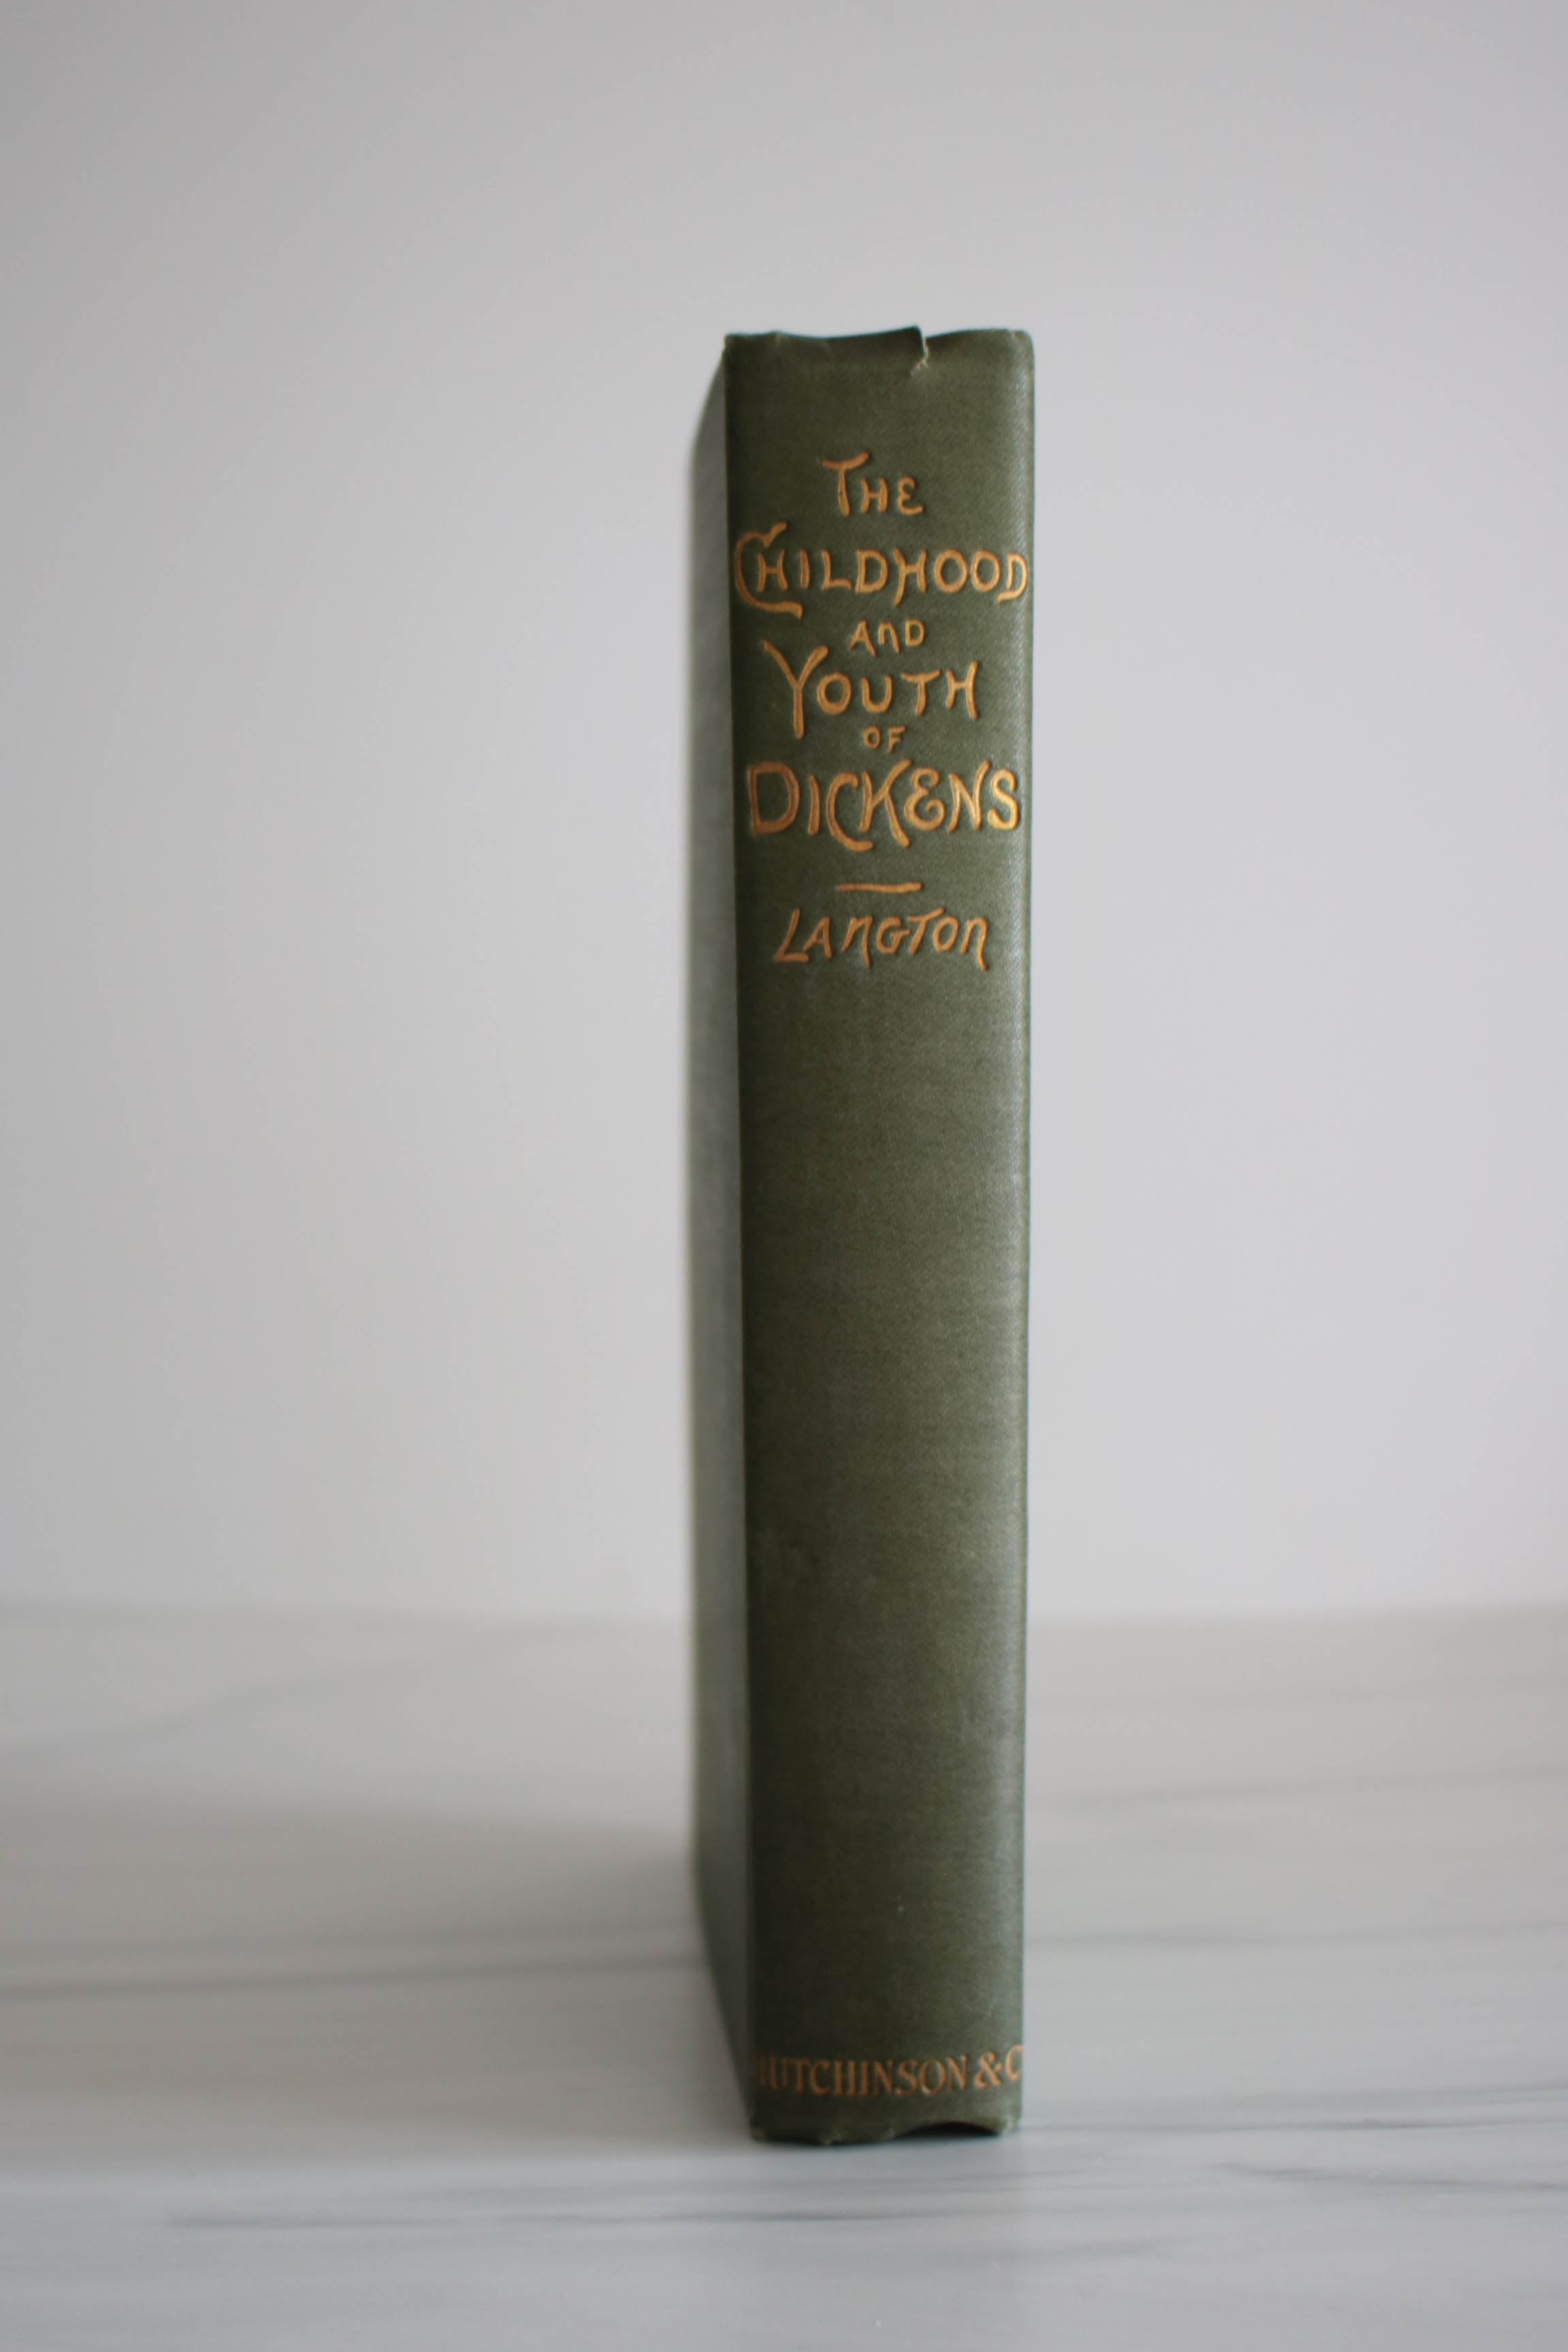 THE
CHILDHOOD
AND
YOUTH
OF
DICKENS
LANGTON
HUTCHINSON & C